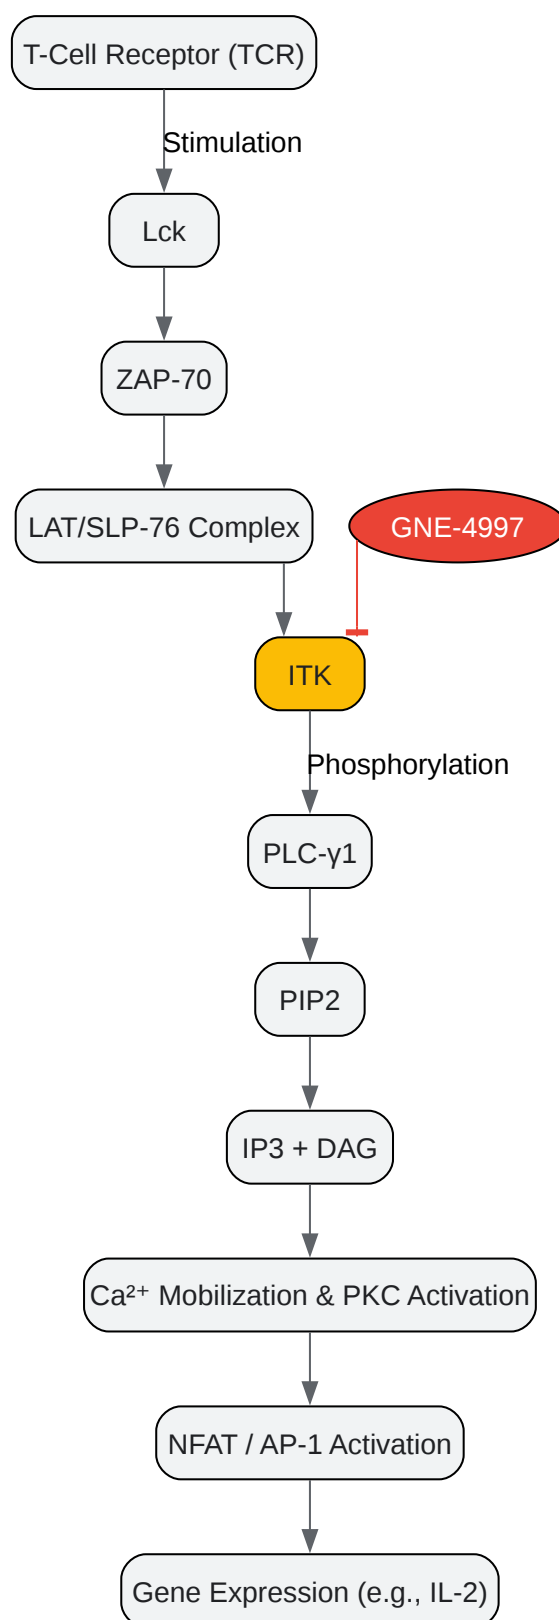 T-Cell Receptor (TCR)
Stimulation
Lck
ZAP-70
LAT/SLP-76 Complex
GNE-4997
ITK
Phosphorylation
PLC-γ1
PIP2
IP3 + DAG
Ca²⁺ Mobilization & PKC Activation
NFAT / AP-1 Activation
Gene Expression (e.g., IL-2)